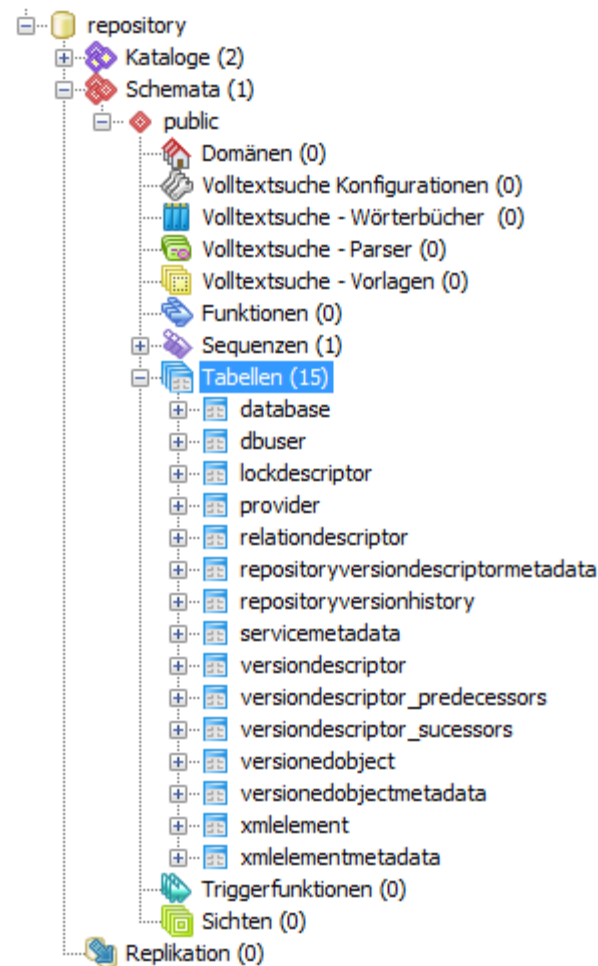 repository
Kataloge (2)
Schemata (1)
public
Domänen (0)
Volltextsuche Konfigurationen (0)
Volltextsuche - Wörterbücher (0)
Volltextsuche - Parser (0)
Volltextsuche - Vorlagen (0)
Funktionen (0)
Sequenzen (1)
Tabellen (15)
database
dbuser
lockdescriptor
provider
relationdescriptor
repositoryversiondescriptormetadata
repositoryversionhistory
servicemetadata
versiondescriptor
versiondescriptor_predecessors
versiondescriptor_sucessors
versionedobject
versionedobjectmetadata
xmlelement
xmlelementmetadata
Triggerfunktionen (0)
Sichten (0)
Replikation (0)